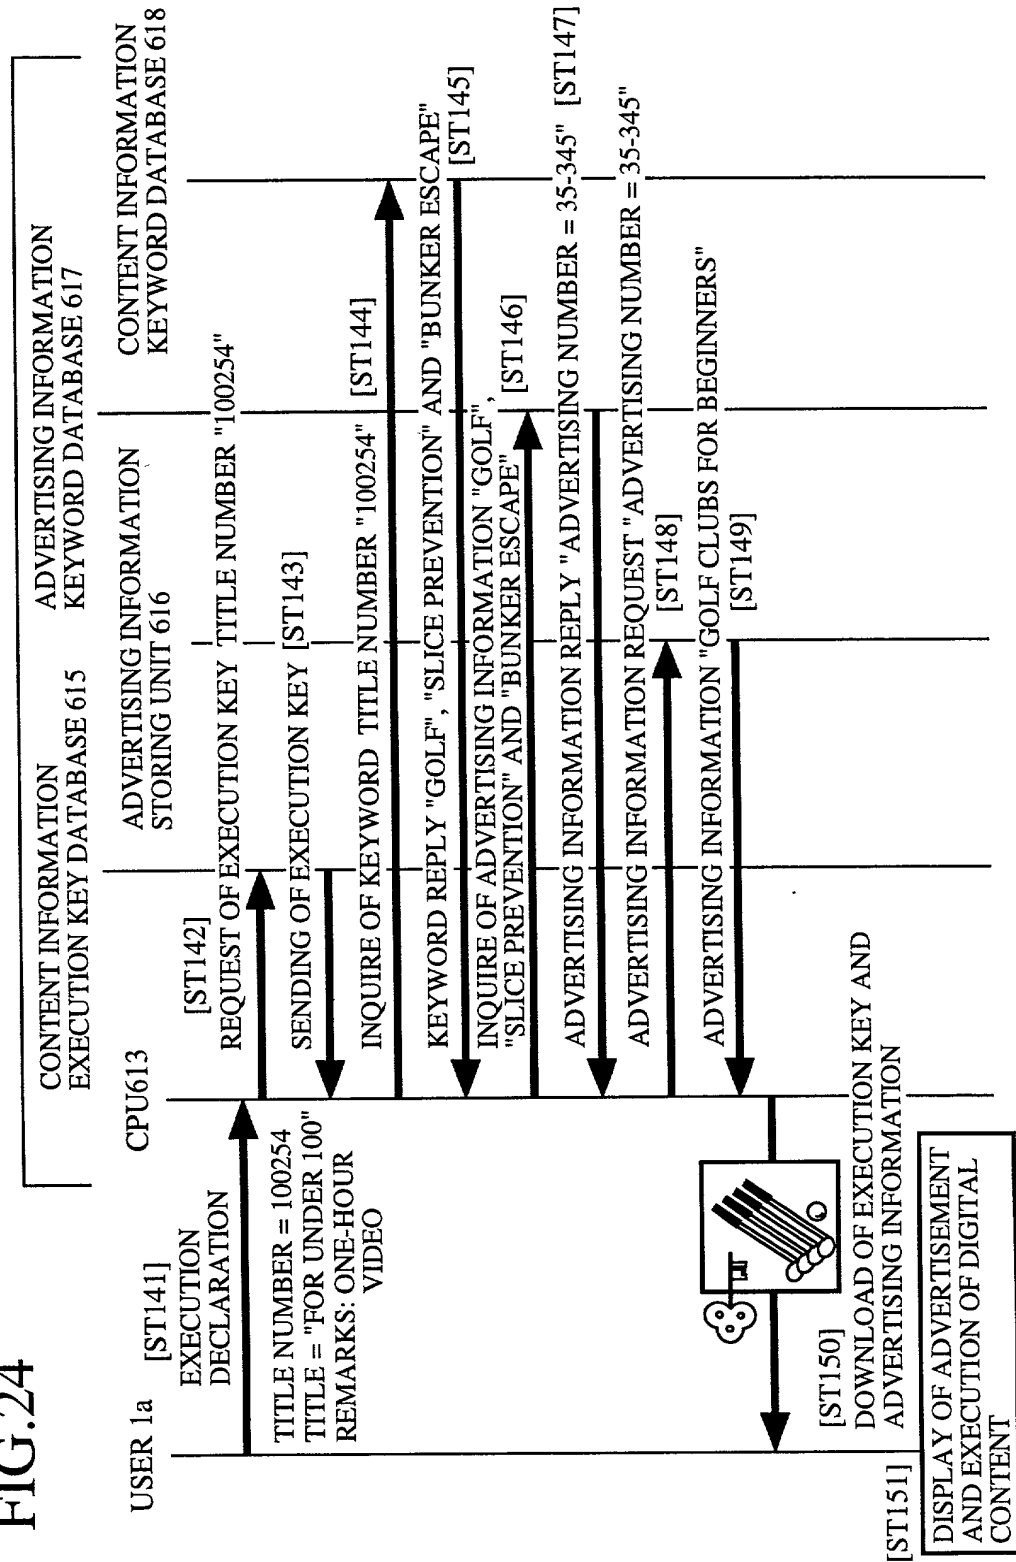 FIG.24
CONTENT INFORMATION
EXECUTION KEY DATABASE 615
ADVERTISING INFORMATION
KEYWORD DATABASE 617
USER 1a
CPU613
ADVERTISING INFORMATION
STORING UNIT 616
CONTENT INFORMATION
KEYWORD DATABASE 618
[ST141]
EXECUTION
DECLARATION
TITLE NUMBER = 100254
TITLE = "FOR UNDER 100"
REMARKS: ONE-HOUR
VIDEO
[ST142]
REQUEST OF EXECUTION KEY TITLE NUMBER "100254"
SENDING OF EXECUTION KEY [ST143]
INQUIRE OF KEYWORD TITLE NUMBER "100254" [ST144]
KEYWORD REPLY "GOLF", "SLICE PREVENTION" AND "BUNKER ESCAPE"
[ST145]
INQUIRE OF ADVERTISING INFORMATION "GOLF",
"SLICE PREVENTION" AND "BUNKER ESCAPE" [ST146]
ADVERTISING INFORMATION REPLY "ADVERTISING NUMBER = 35-345" [ST147]
ADVERTISING INFORMATION REQUEST "ADVERTISING NUMBER = 35-345"
[ST148]
ADVERTISING INFORMATION "GOLF CLUBS FOR BEGINNERS"
[ST149]
[ST150]
DOWNLOAD OF EXECUTION KEY AND
ADVERTISING INFORMATION
[ST151]
DISPLAY OF ADVERTISEMENT
AND EXECUTION OF DIGITAL
CONTENT